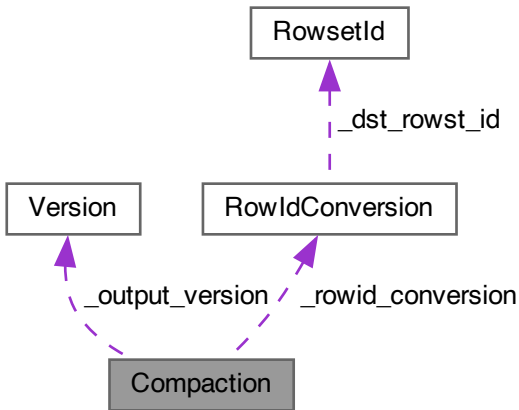 RowsetId
_dst_rowst_id
Version
RowIdConversion
_output_version
_rowid_conversion
Compaction